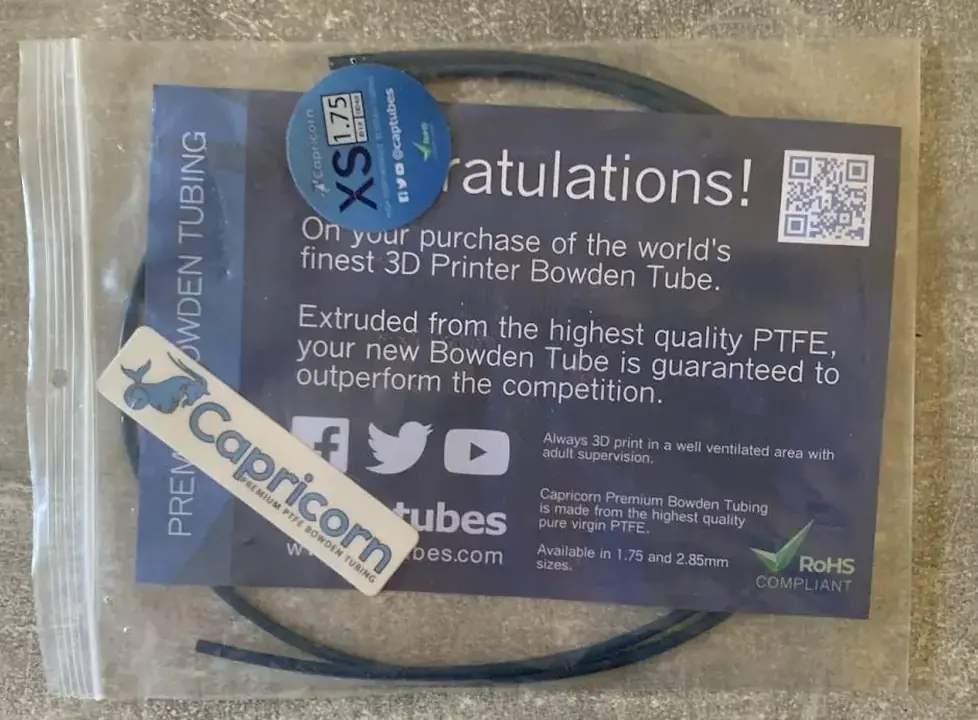 PREM OWDEN TUBING
Capricorn
XS 1.75
@captubes
RoHS
ratulations!
On your purchase of the world's
finest 3D Printer Bowden Tube.
Extruded from the highest quality PTFE,
your new Bowden Tube is guaranteed to
outperform the competition.
Capricorn
PREMIUM PTFE BOWDEN TUBING
tubes
w bes.com
Always 3D print in a well ventilated area with
adult supervision.
Capricorn Premium Bowden Tubing
is made from the highest quality
pure virgin PTFE.
Available in 1.75 and 2.85mm
sizes.
RoHS
COMPLIANT